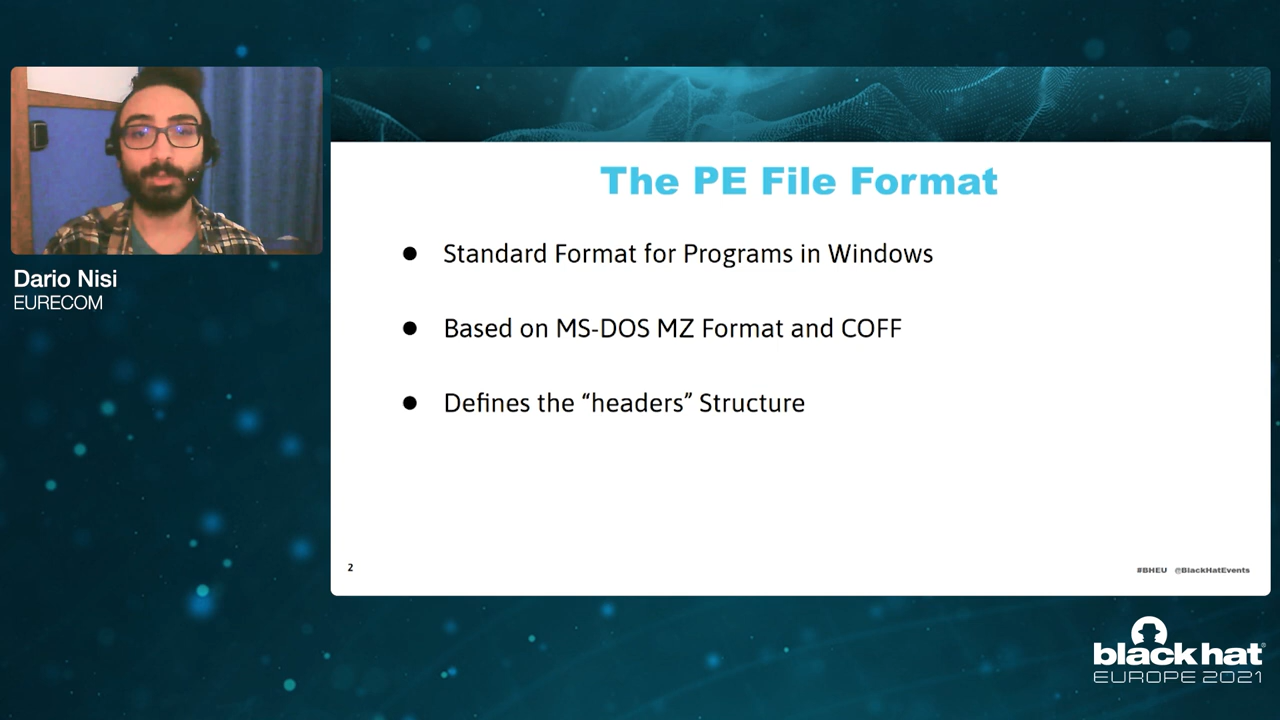 Dario Nisi
EURECOM
The PE File Format
● Standard Format for Programs in Windows
● Based on MS-DOS MZ Format and COFF
● Defines the “headers” Structure
2
#BHEU @BlackHatEvents
black hat®
EUROPE 2021